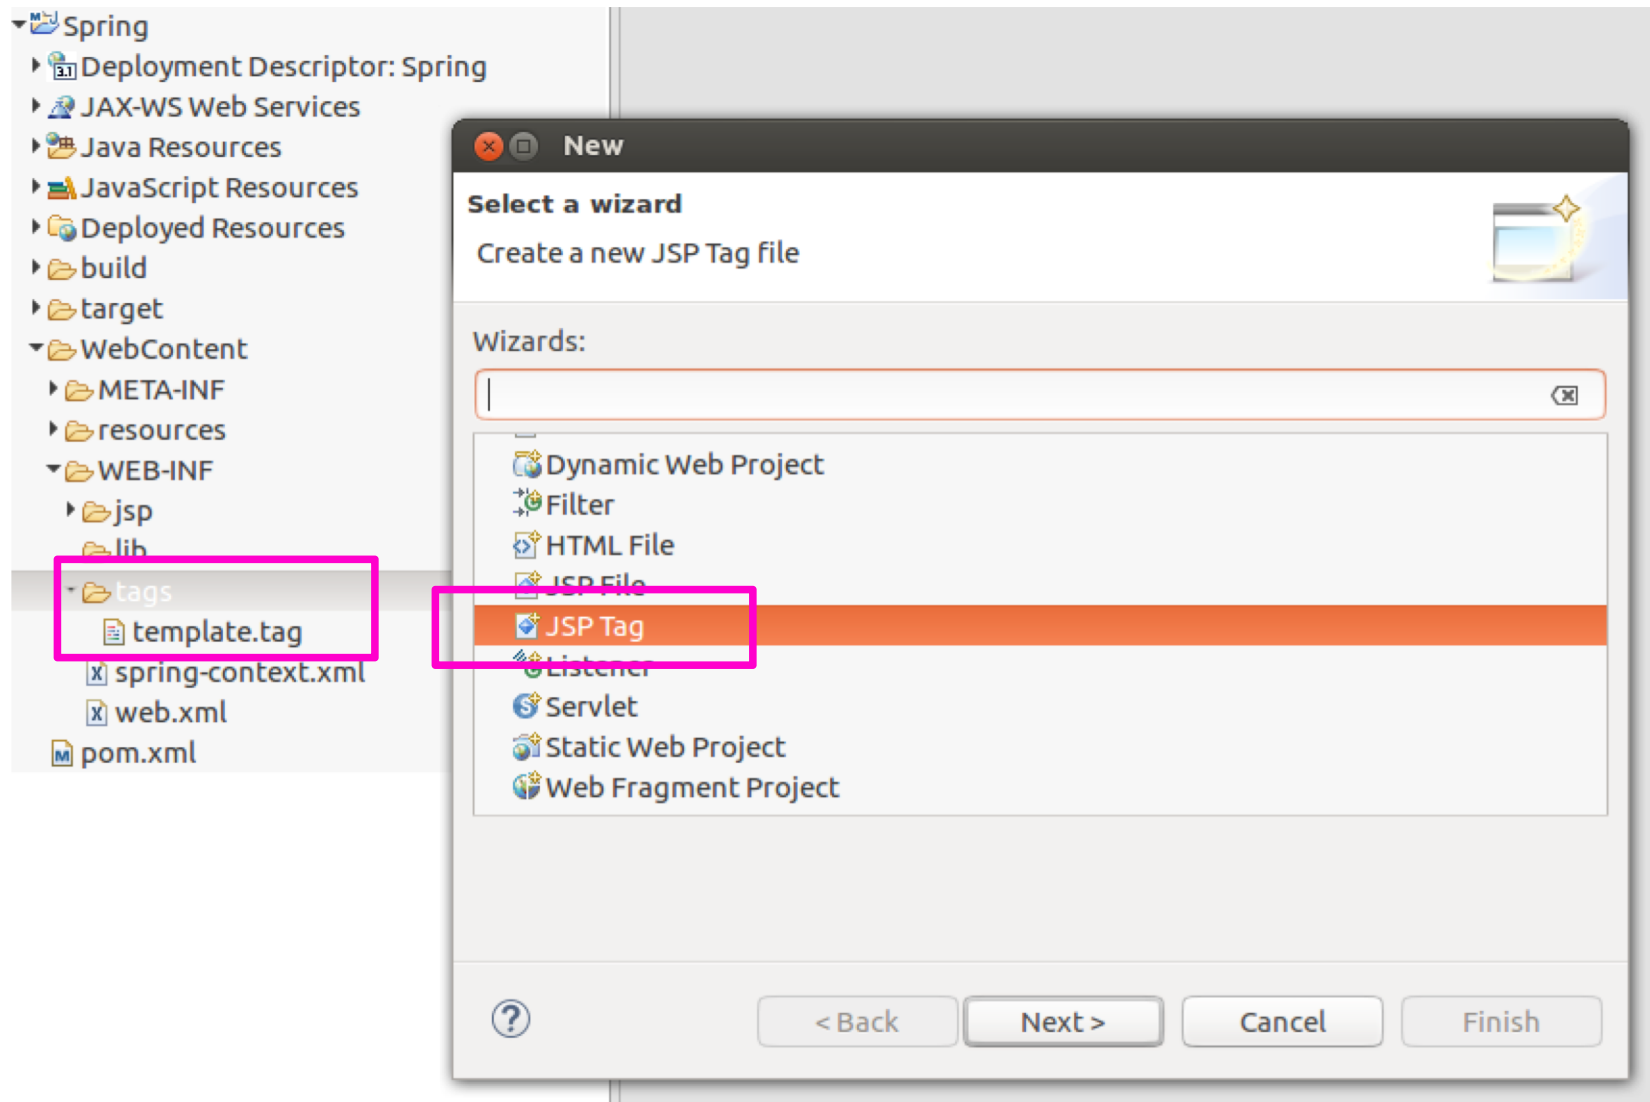 Spring
Deployment Descriptor: Spring
JAX-WS Web Services
Java Resources
JavaScript Resources
Deployed Resources
build
target
WebContent
META-INF
resources
WEB-INF
jsp
lib
tags
template.tag
spring-context.xml
web.xml
pom.xml
New
Select a wizard
Create a new JSP Tag file
Wizards:
Dynamic Web Project
Filter
HTML File
JSP File
JSP Tag
Listener
Servlet
Static Web Project
Web Fragment Project
< Back
Next >
Cancel
Finish